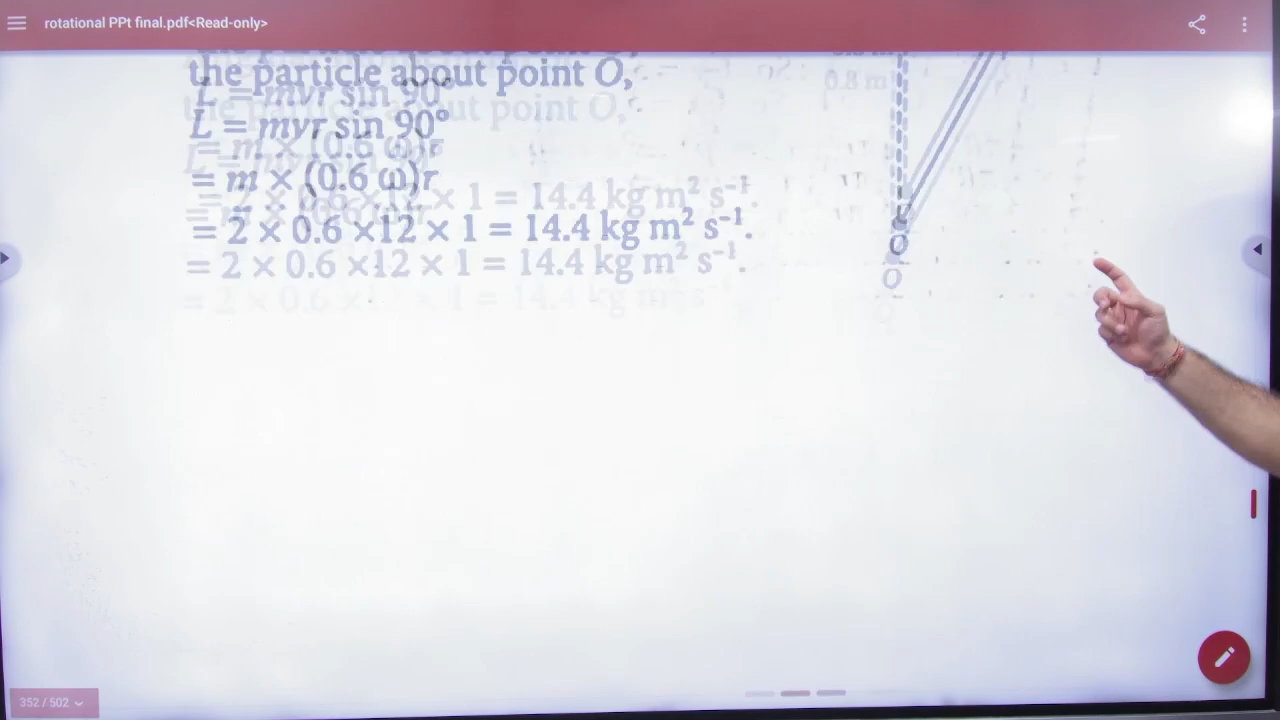 rotational PPt final.pdf<Read-only>
the particle about point O,
L = mvr sin 90°
= m × (0.6 ω)r
= 2 × 0.6 ×12 × 1 = 14.4 kg m² s⁻¹.
0.8 m
O
352 / 502